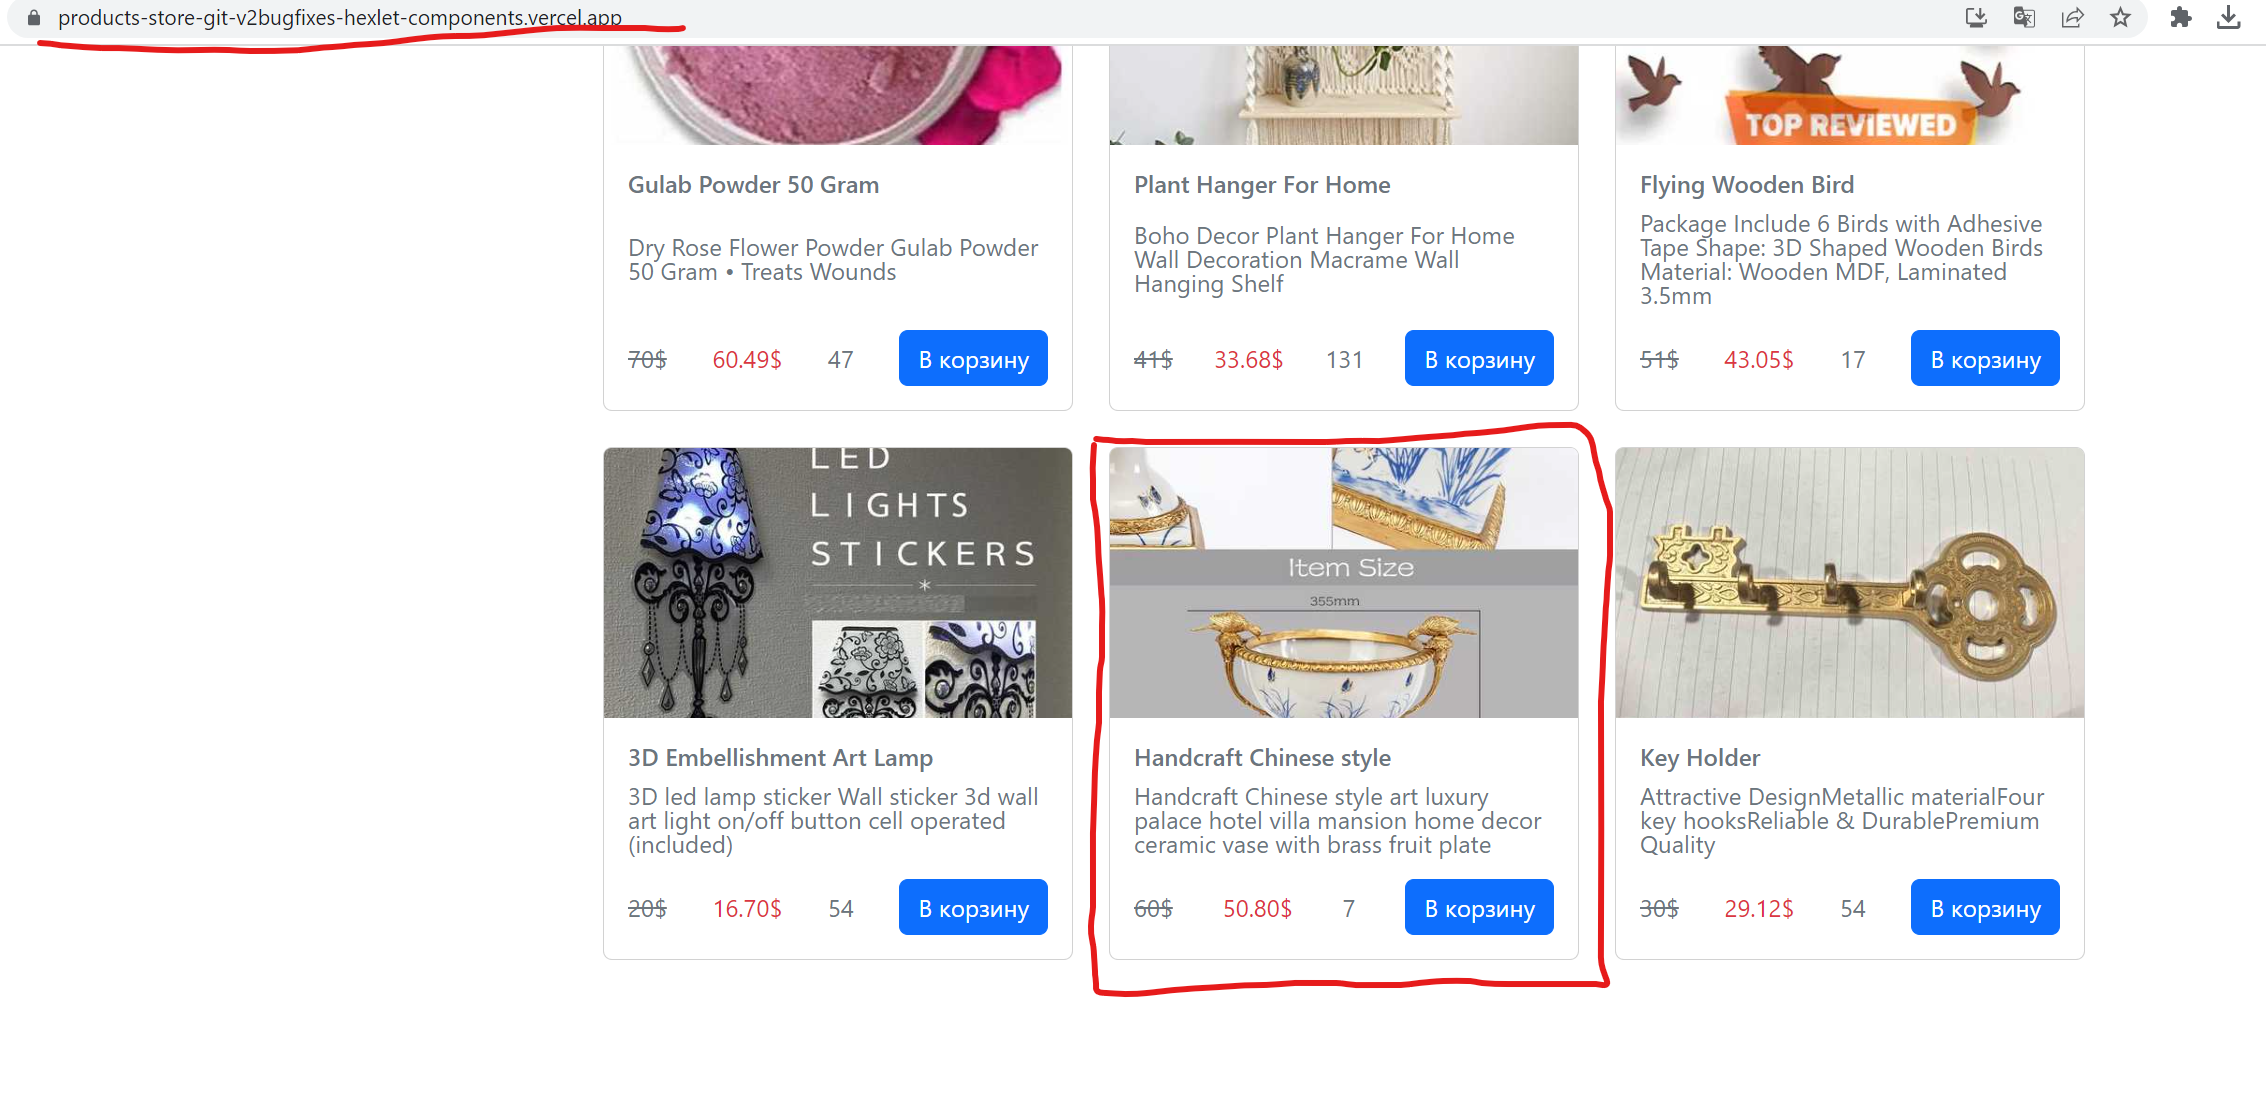 products-store-git-v2bugfixes-hexlet-components.vercel.app
TOP REVIEWED
Gulab Powder 50 Gram
Dry Rose Flower Powder Gulab Powder
50 Gram • Treats Wounds
70$ 60.49$ 47 В корзину
Plant Hanger For Home
Boho Decor Plant Hanger For Home
Wall Decoration Macrame Wall
Hanging Shelf
41$ 33.68$ 131 В корзину
Flying Wooden Bird
Package Include 6 Birds with Adhesive
Tape Shape: 3D Shaped Wooden Birds
Material: Wooden MDF, Laminated
3.5mm
51$ 43.05$ 17 В корзину
LED
LIGHTS
STICKERS
3D Embellishment Art Lamp
3D led lamp sticker Wall sticker 3d wall
art light on/off button cell operated
(included)
20$ 16.70$ 54 В корзину
Item Size
355mm
Handcraft Chinese style
Handcraft Chinese style art luxury
palace hotel villa mansion home decor
ceramic vase with brass fruit plate
60$ 50.80$ 7 В корзину
Key Holder
Attractive DesignMetallic materialFour
key hooksReliable & DurablePremium
Quality
30$ 29.12$ 54 В корзину